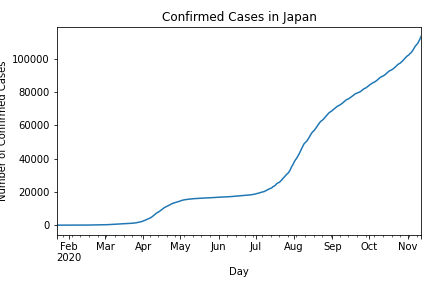 Confirmed Cases in Japan
Number of Confirmed Cases
100000
80000
60000
40000
20000
0
Feb Mar Apr May Jun Jul Aug Sep Oct Nov
2020
Day